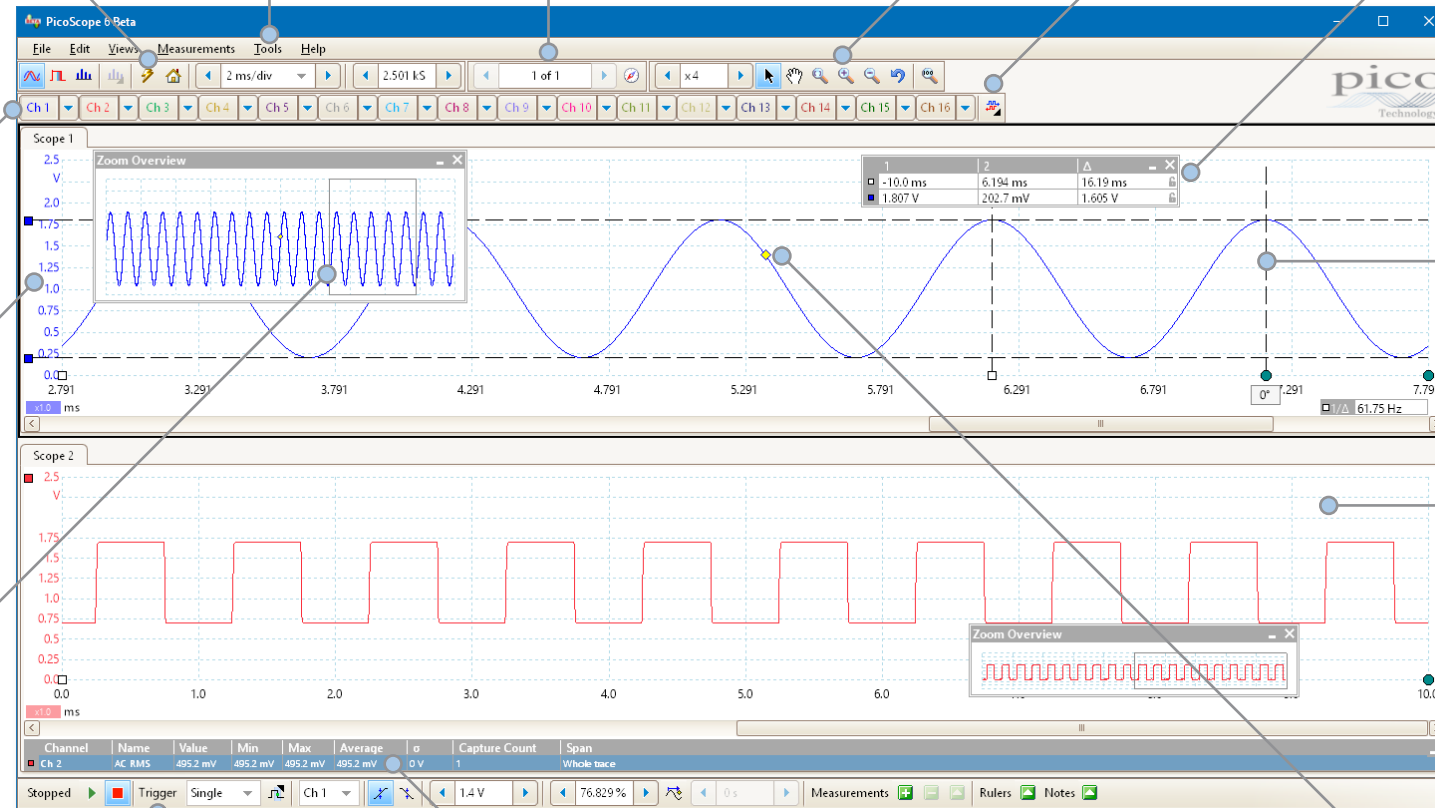 PicoScope 6 Beta
File Edit Views Measurements Tools Help
2 ms/div 2.501 kS 1 of 1 x4
pico
Technology
Ch 1 Ch 2 Ch 3 Ch 4 Ch 5 Ch 6 Ch 7 Ch 8 Ch 9 Ch 10 Ch 11 Ch 12 Ch 13 Ch 14 Ch 15 Ch 16
Scope 1
2.5
V
2.0
1.75
1.5
1.25
1.0
0.75
0.5
0.25
0.0
Zoom Overview
1 2 Δ
-10.0 ms 6.194 ms 16.19 ms
1.807 V 202.7 mV 1.605 V
2.791 3.291 3.791 4.291 4.791 5.291 5.791 6.291 6.791 7.291 7.79
0°
x1.0 ms
1/Δ 61.75 Hz
Scope 2
2.5
V
1.75
1.5
1.25
1.0
0.75
0.5
0.25
0.0
Zoom Overview
0.0 1.0 2.0 3.0 4.0 5.0 6.0 10.0
x1.0 ms
Channel Name Value Min Max Average σ Capture Count Span
Ch 2 AC RMS 495.2 mV 495.2 mV 495.2 mV 495.2 mV 0 V 1 Whole trace
Stopped Trigger Single Ch 1 1.4 V 76.829 % 0 s Measurements Rulers Notes